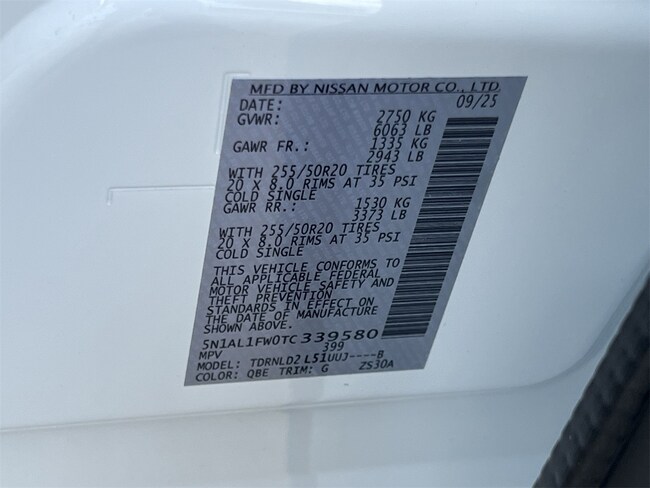 MFD BY NISSAN MOTOR CO., LTD.
DATE: 09/25
GVWR: 2750 KG
6063 LB
GAWR FR.: 1335 KG
2943 LB
WITH 255/50R20 TIRES
20 X 8.0 RIMS AT 35 PSI
COLD SINGLE
GAWR RR.: 1530 KG
3373 LB
WITH 255/50R20 TIRES
20 X 8.0 RIMS AT 35 PSI
COLD SINGLE
THIS VEHICLE CONFORMS TO
ALL APPLICABLE FEDERAL
MOTOR VEHICLE SAFETY AND
THEFT PREVENTION
STANDARDS IN EFFECT ON
THE DATE OF MANUFACTURE
SHOWN ABOVE.
5N1AL1FW0TC339580
MPV 399
MODEL: TDRNLD2 L51UUJ----B
COLOR: QBE TRIM: G ZS30A